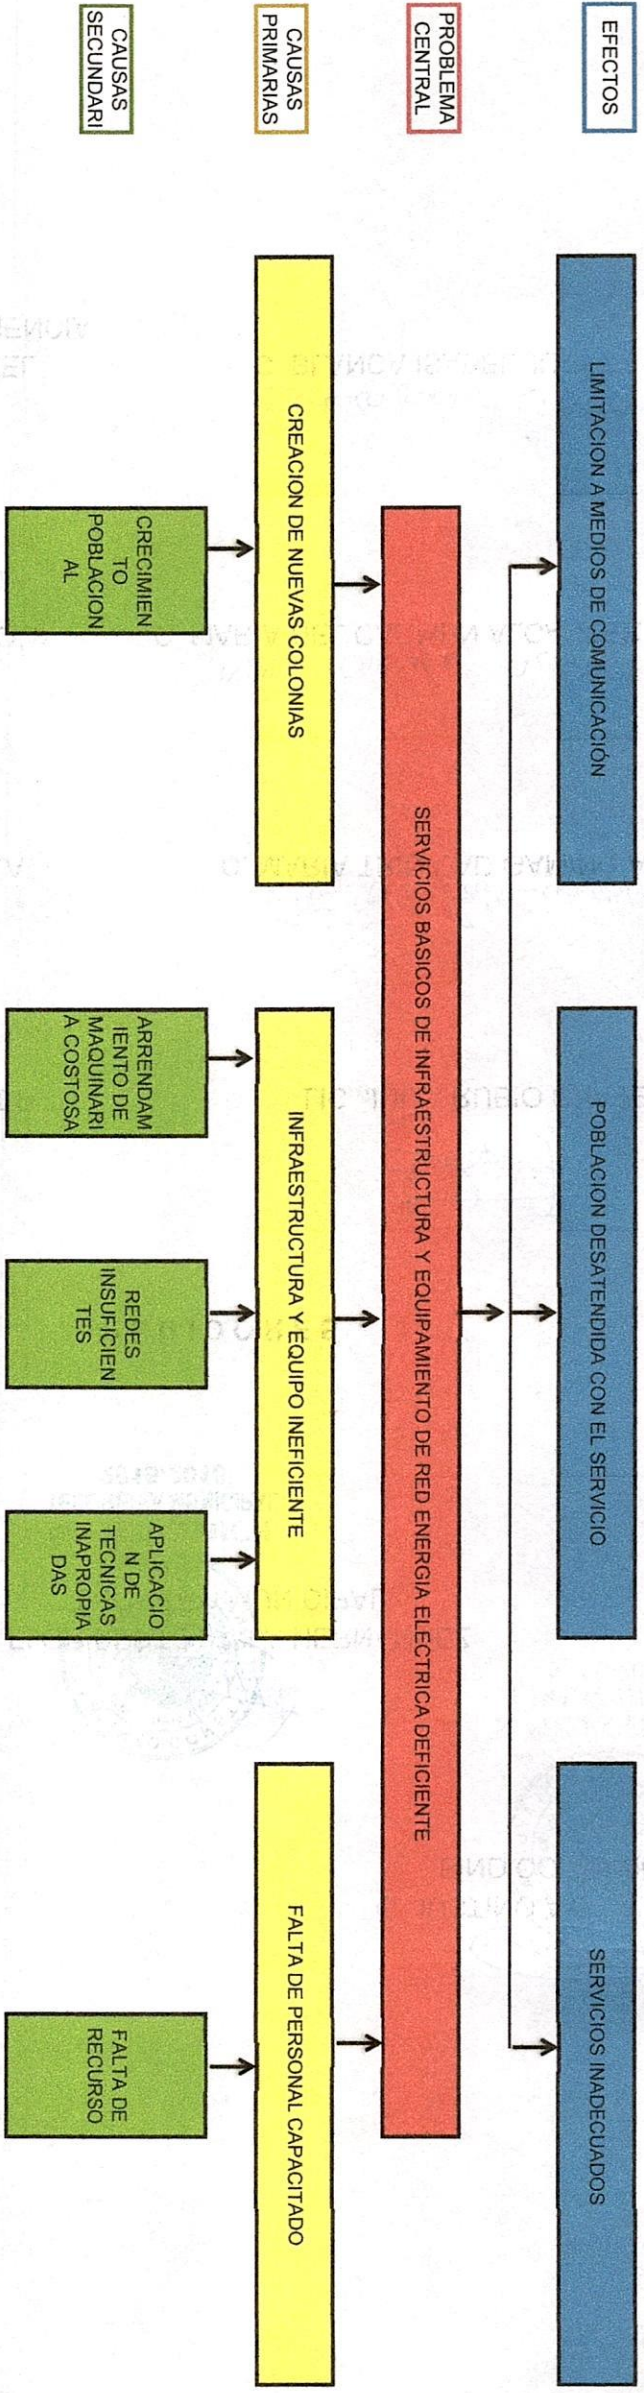 EFECTOS
LIMITACION A MEDIOS DE COMUNICACIÓN
POBLACION DESATENDIDA CON EL SERVICIO
SERVICIOS INADECUADOS
PROBLEMA
CENTRAL
SERVICIOS BASICOS DE INFRAESTRUCTURA Y EQUIPAMIENTO DE RED ENERGIA ELECTRICA DEFICIENTE
CAUSAS
PRIMARIAS
CREACION DE NUEVAS COLONIAS
INFRAESTRUCTURA Y EQUIPO INEFICIENTE
FALTA DE PERSONAL CAPACITADO
CAUSAS
SECUNDARI
CRECIMIEN
TO
POBLACION
AL
ARRENDAM
IENTO DE
MAQUINARI
A COSTOSA
REDES
INSUFICIEN
TES
APLICACIO
N DE
TECNICAS
INAPROPIA
DAS
FALTA DE
RECURSO